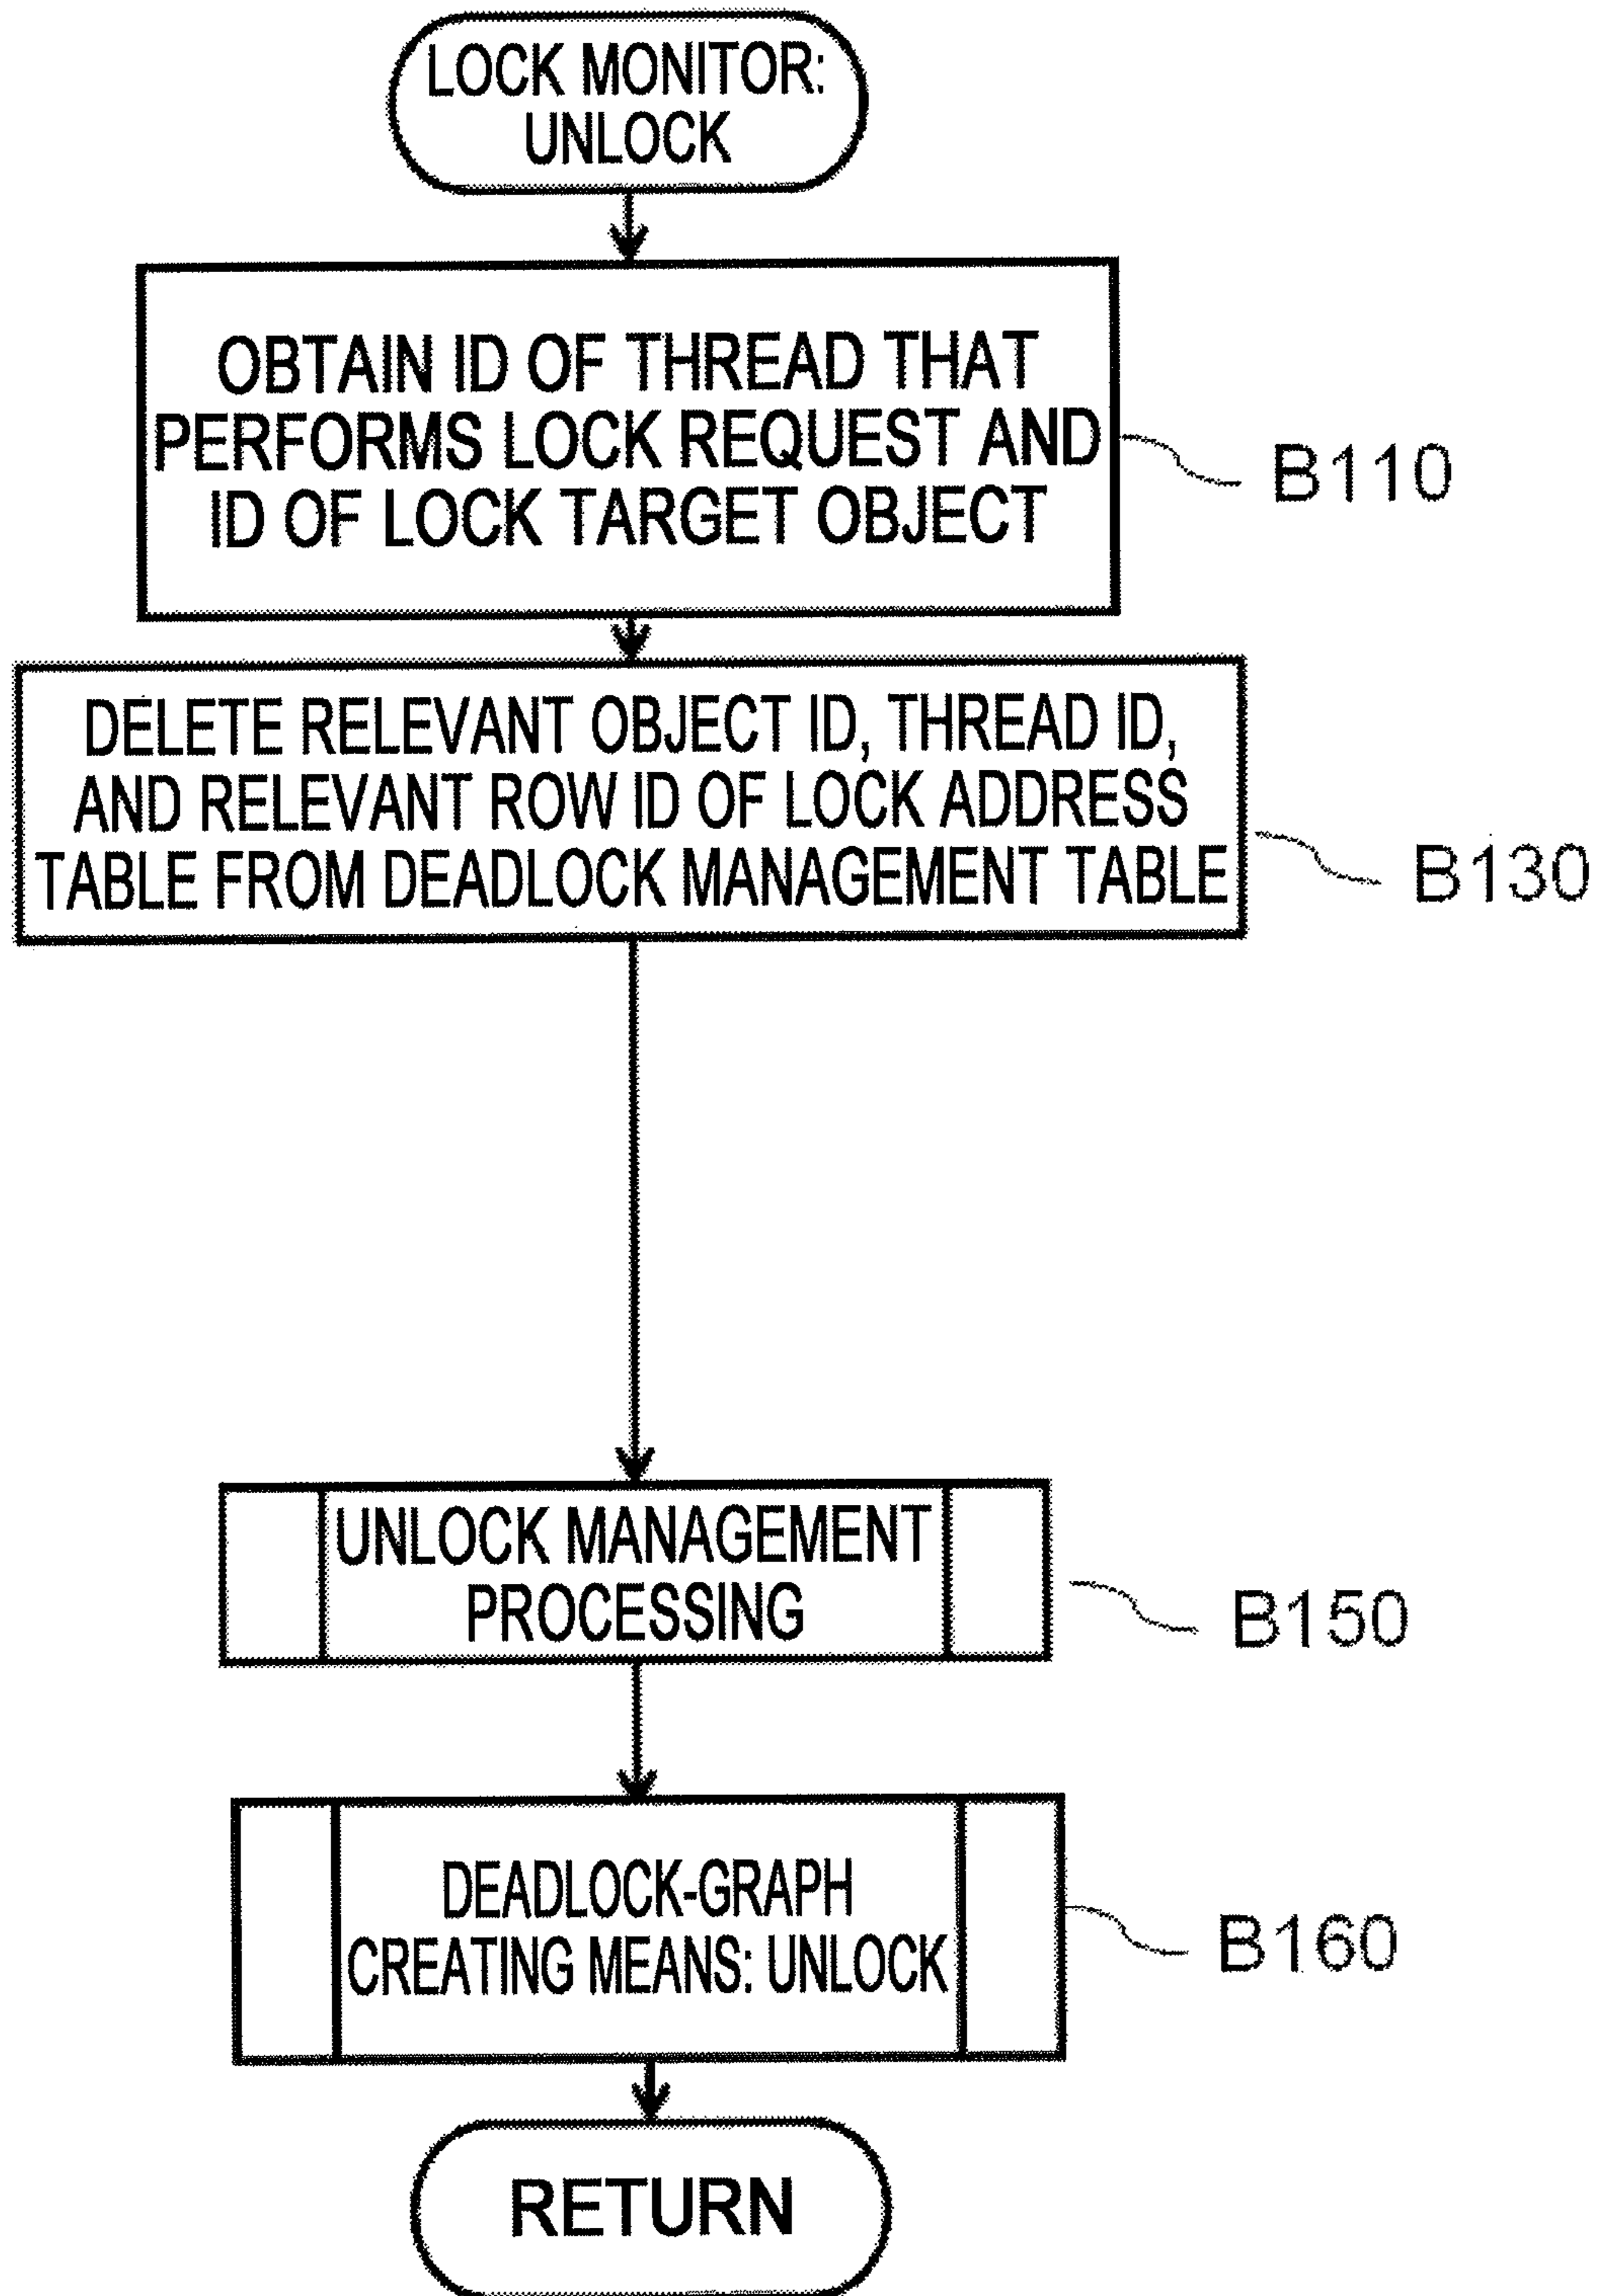 LOCK MONITOR:
UNLOCK
OBTAIN ID OF THREAD THAT
PERFORMS LOCK REQUEST AND
ID OF LOCK TARGET OBJECT
B110
DELETE RELEVANT OBJECT ID, THREAD ID,
AND RELEVANT ROW ID OF LOCK ADDRESS
TABLE FROM DEADLOCK MANAGEMENT TABLE
B130
UNLOCK MANAGEMENT
PROCESSING
B150
DEADLOCK-GRAPH
CREATING MEANS: UNLOCK
B160
RETURN